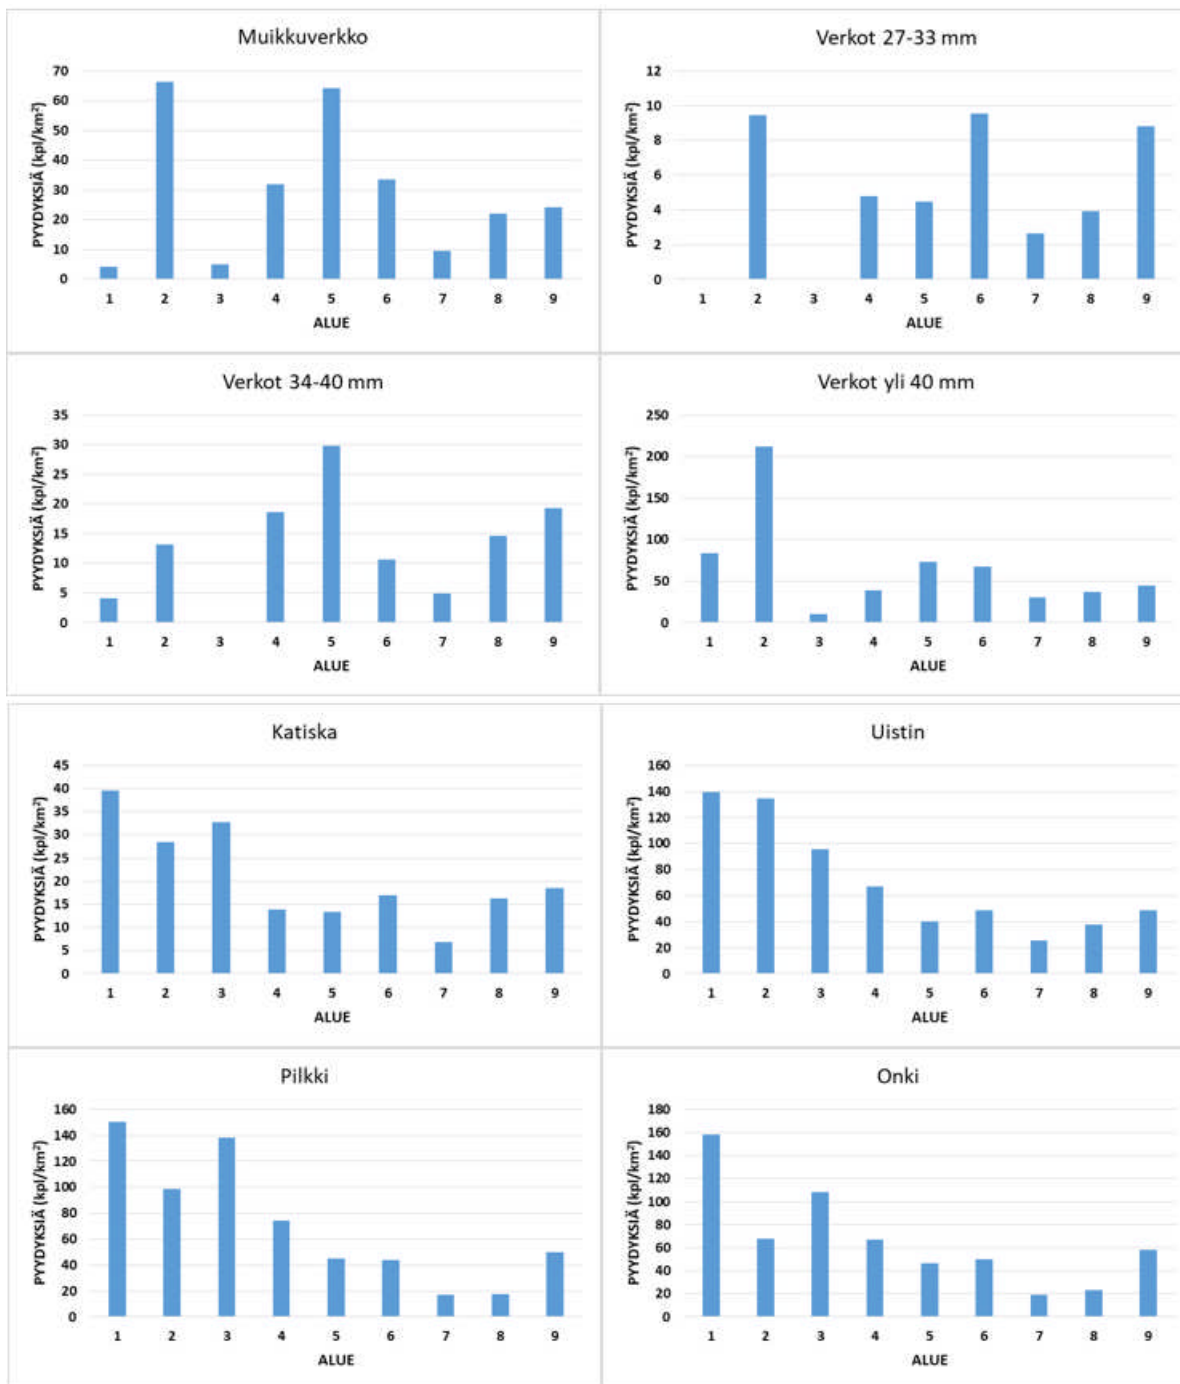 Muikkuverkko
PYYDYKSIÄ (kpl/km²)
70
60
50
40
30
20
10
0
1 2 3 4 5 6 7 8 9
ALUE
Verkot 27-33 mm
PYYDYKSIÄ (kpl/km²)
12
10
8
6
4
2
0
1 2 3 4 5 6 7 8 9
ALUE
Verkot 34-40 mm
PYYDYKSIÄ (kpl/km²)
35
30
25
20
15
10
5
0
1 2 3 4 5 6 7 8 9
ALUE
Verkot yli 40 mm
PYYDYKSIÄ (kpl/km²)
250
200
150
100
50
0
1 2 3 4 5 6 7 8 9
ALUE
Katiska
PYYDYKSIÄ (kpl/km²)
45
40
35
30
25
20
15
10
5
0
1 2 3 4 5 6 7 8 9
ALUE
Uistin
PYYDYKSIÄ (kpl/km²)
160
140
120
100
80
60
40
20
0
1 2 3 4 5 6 7 8 9
ALUE
Pilkki
PYYDYKSIÄ (kpl/km²)
160
140
120
100
80
60
40
20
0
1 2 3 4 5 6 7 8 9
ALUE
Onki
PYYDYKSIÄ (kpl/km²)
180
160
140
120
100
80
60
40
20
0
1 2 3 4 5 6 7 8 9
ALUE